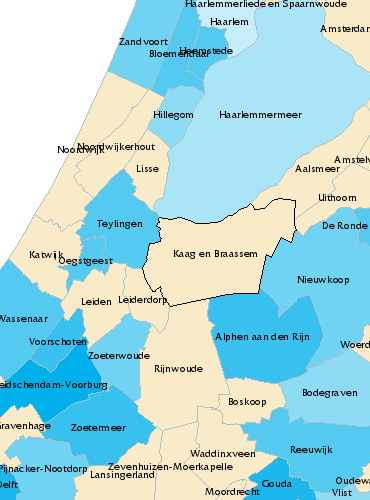 Haarlemmerliede en Spaarnwoude
Haarlem
Amsterdam
Zandvoort
Heemstede
Bloemendaal
Hillegom
Haarlemmermeer
Noordwijkerhout
Noordwijk
Amstelv
Lisse
Aalsmeer
Uithoorn
Teylingen
De Ronde
Katwijk
Oegstgeest
Kaag en Braassem
Nieuwkoop
Leiden
Leiderdorp
Wassenaar
Voorschoten
Alphen aan den Rijn
Woerd
Zoeterwoude
Rijnwoude
eidschendam-Voorburg
Bodegraven
Boskoop
Gravenhage
Zoetermeer
Reeuwijk
Waddinxveen
Pijnacker-Nootdorp
Zevenhuizen-Moerkapelle
Lansingerland
Oudewa
Delft
Gouda
Moordrecht
Vlist